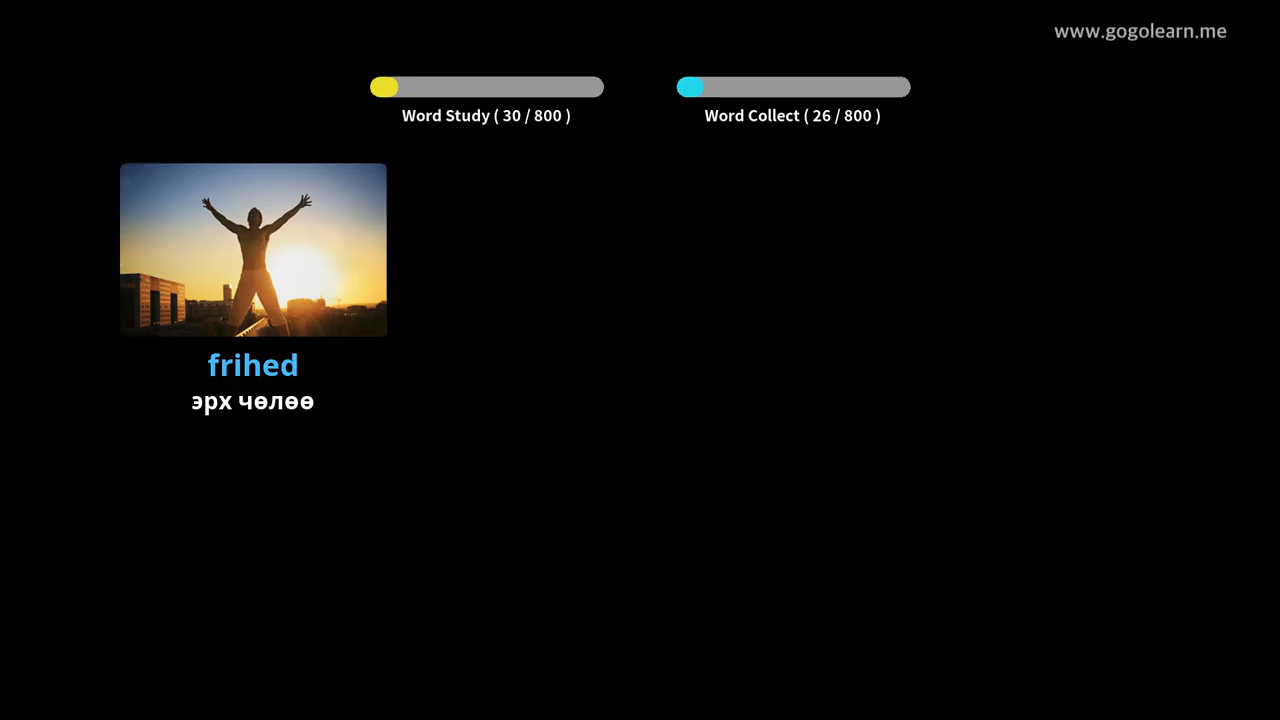 www.gogolearn.me
Word Study ( 30 / 800 )
Word Collect ( 26 / 800 )
frihed
эрх чөлөө